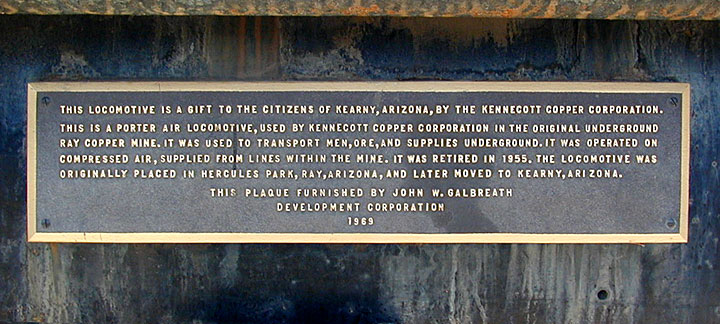 THIS LOCOMOTIVE IS A GIFT TO THE CITIZENS OF KEARNY, ARIZONA, BY THE KENNECOTT COPPER CORPORATION.
THIS IS A PORTER AIR LOCOMOTIVE, USED BY KENNECOTT COPPER CORPORATION IN THE ORIGINAL UNDERGROUND
RAY COPPER MINE. IT WAS USED TO TRANSPORT MEN, ORE, AND SUPPLIES UNDERGROUND. IT WAS OPERATED ON
COMPRESSED AIR, SUPPLIED FROM LINES WITHIN THE MINE. IT WAS RETIRED IN 1955. THE LOCOMOTIVE WAS
ORIGINALLY PLACED IN HERCULES PARK, RAY, ARIZONA, AND LATER MOVED TO KEARNY, ARIZONA.
THIS PLAQUE FURNISHED BY JOHN W. GALBREATH
DEVELOPMENT CORPORATION
1969